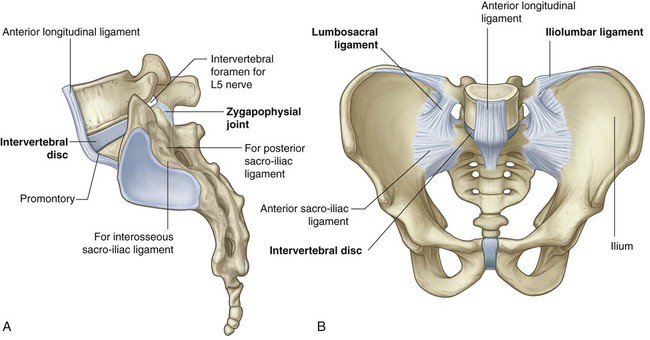 Anterior longitudinal ligament
Intervertebral
foramen for
L5 nerve
Zygapophysial
joint
Intervertebral
disc
For posterior
sacro-iliac
ligament
Promontory
For interosseous
sacro-iliac ligament
A
Anterior longitudinal
ligament
Lumbosacral
ligament
Iliolumbar ligament
Anterior sacro-iliac
ligament
Intervertebral disc
Ilium
B